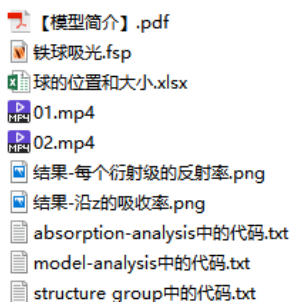 【模型简介】.pdf
铁球吸光.fsp
球的位置和大小.xlsx
01.mp4
02.mp4
结果-每个衍射级的反射率.png
结果-沿z的吸收率.png
absorption-analysis中的代码.txt
model-analysis中的代码.txt
structure group中的代码.txt